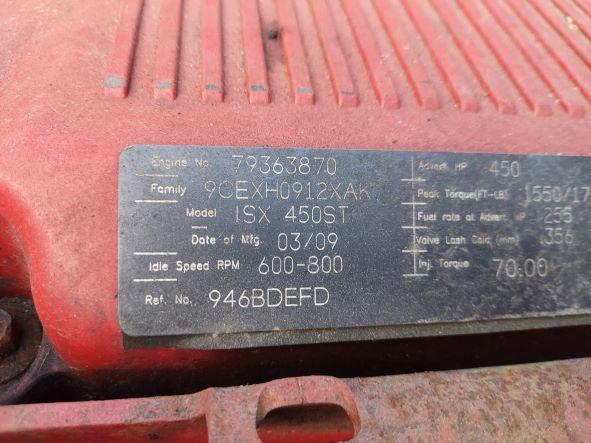 Engine No. 79363870
Family 9CEXH0912XAK
Model ISX 450ST
Date of Mfg. 03/09
Idle Speed RPM 600-800
Ref. No. 946BDEFD
Advert. HP 450
Peak Torque(FT-LB) 1550/17
Fuel rate at Advert. HP 255
Valve Lash Cold (mm) .356
Inj. Torque 70.00